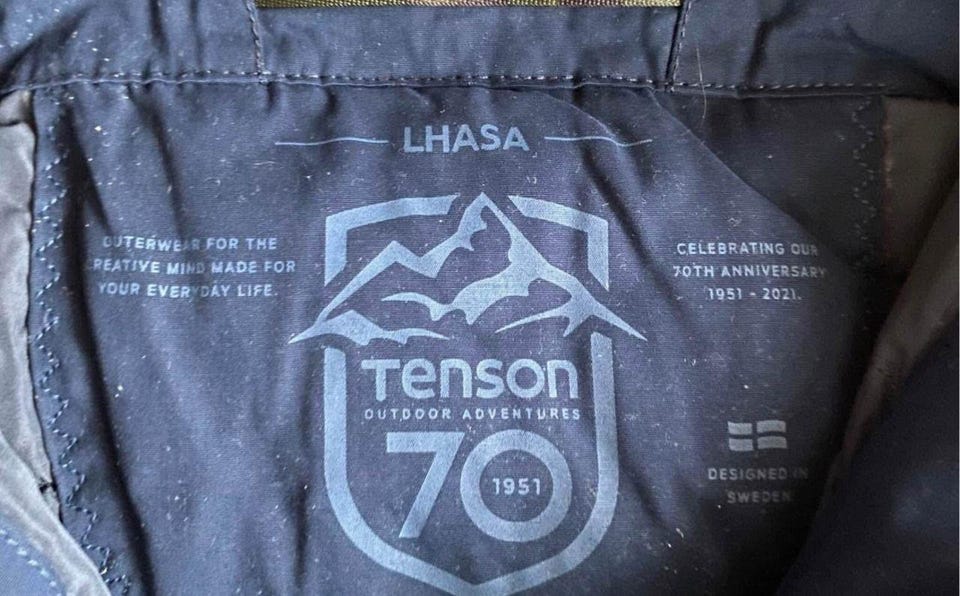 LHASA
OUTERWEAR FOR THE
CREATIVE MIND MADE FOR
YOUR EVERYDAY LIFE.
CELEBRATING OUR
70TH ANNIVERSARY
1951 - 2021.
Tenson
OUTDOOR ADVENTURES
70
1951
DESIGNED IN
SWEDEN